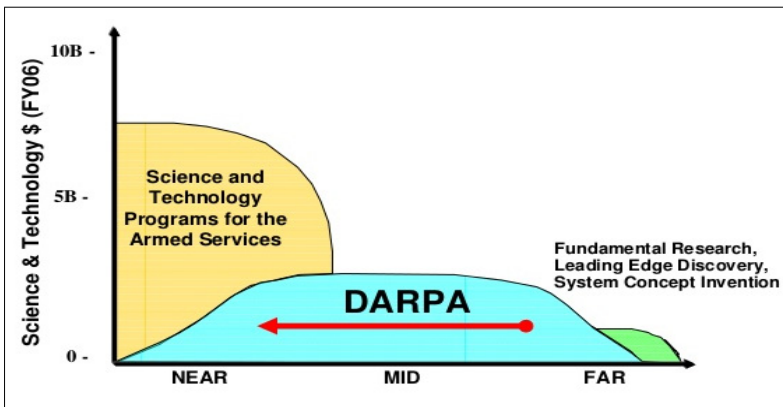 Science & Technology $ (FY06)
10B -
5B -
0 -
Science and
Technology
Programs for the
Armed Services
DARPA
Fundamental Research,
Leading Edge Discovery,
System Concept Invention
NEAR
MID
FAR